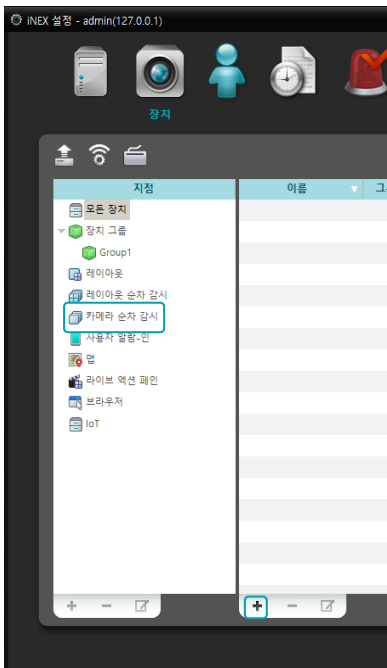 iNEX 설정 - admin(127.0.0.1)
장치
지점
이름
모든 장치
장치 그룹
Group1
레이아웃
레이아웃 순차 감시
카메라 순차 감시
사용자 알람-인
맵
라이브 액션 페인
브라우저
IoT